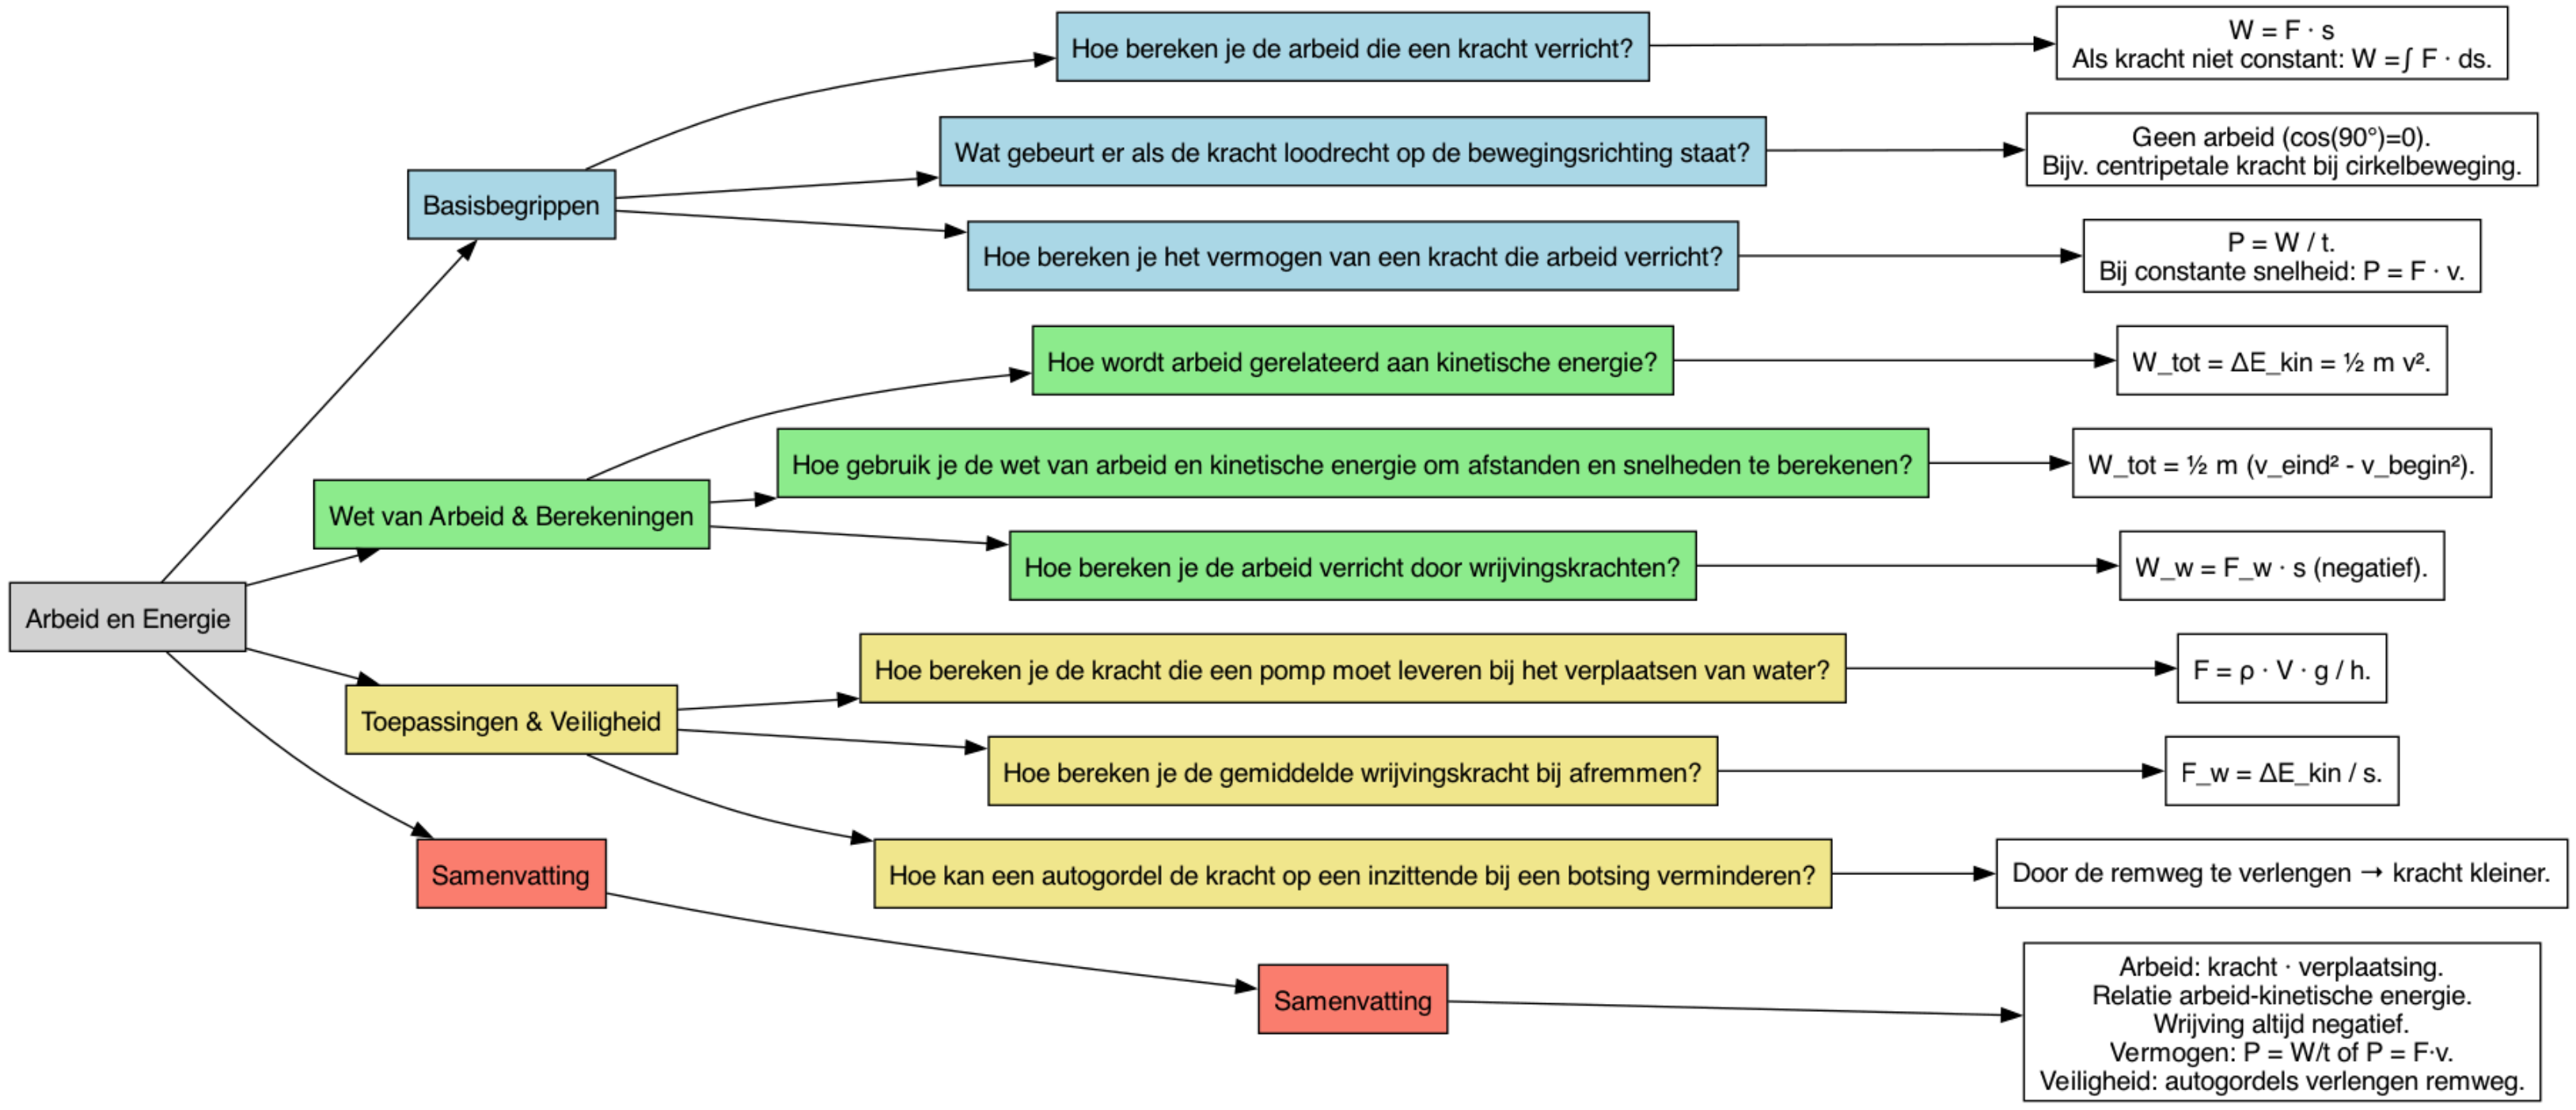 Arbeid en Energie
Basisbegrippen
Hoe bereken je de arbeid die een kracht verricht?
W = F · s
Als kracht niet constant: W =∫ F · ds.
Wat gebeurt er als de kracht loodrecht op de bewegingsrichting staat?
Geen arbeid (cos(90°)=0).
Bijv. centripetale kracht bij cirkelbeweging.
Hoe bereken je het vermogen van een kracht die arbeid verricht?
P = W / t.
Bij constante snelheid: P = F · v.
Wet van Arbeid & Berekeningen
Hoe wordt arbeid gerelateerd aan kinetische energie?
W_tot = ΔE_kin = ½ m v².
Hoe gebruik je de wet van arbeid en kinetische energie om afstanden en snelheden te berekenen?
W_tot = ½ m (v_eind² - v_begin²).
Hoe bereken je de arbeid verricht door wrijvingskrachten?
W_w = F_w · s (negatief).
Toepassingen & Veiligheid
Hoe bereken je de kracht die een pomp moet leveren bij het verplaatsen van water?
F = ρ · V · g / h.
Hoe bereken je de gemiddelde wrijvingskracht bij afremmen?
F_w = ΔE_kin / s.
Hoe kan een autogordel de kracht op een inzittende bij een botsing verminderen?
Door de remweg te verlengen → kracht kleiner.
Samenvatting
Samenvatting
Arbeid: kracht · verplaatsing.
Relatie arbeid-kinetische energie.
Wrijving altijd negatief.
Vermogen: P = W/t of P = F·v.
Veiligheid: autogordels verlengen remweg.